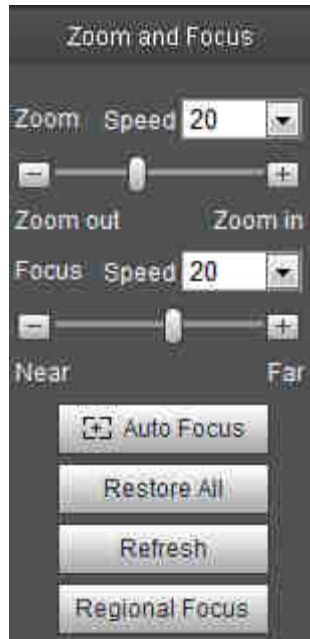 Zoom and Focus
Zoom Speed 20
Zoom out Zoom in
Focus Speed 20
Near Far
Auto Focus
Restore All
Refresh
Regional Focus